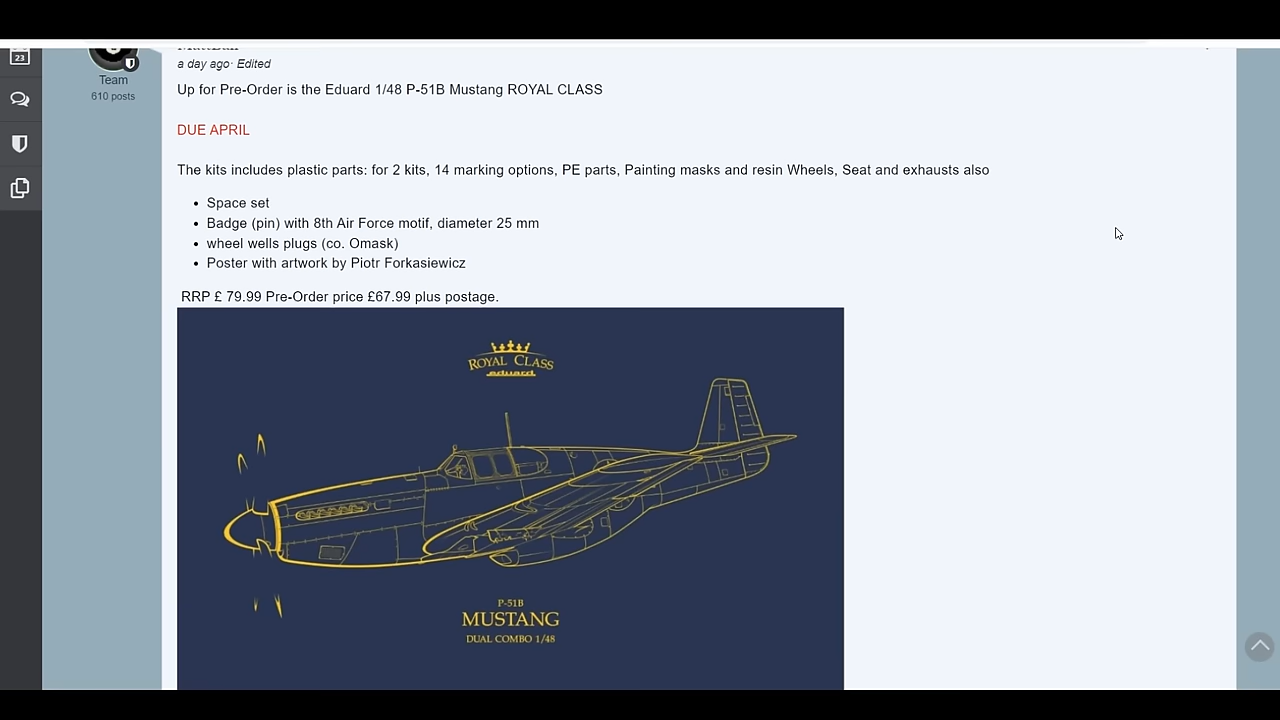 23
a day ago· Edited
Team
610 posts
Up for Pre-Order is the Eduard 1/48 P-51B Mustang ROYAL CLASS
DUE APRIL
The kits includes plastic parts: for 2 kits, 14 marking options, PE parts, Painting masks and resin Wheels, Seat and exhausts also
• Space set
• Badge (pin) with 8th Air Force motif, diameter 25 mm
• wheel wells plugs (co. Omask)
• Poster with artwork by Piotr Forkasiewicz
RRP £ 79.99 Pre-Order price £67.99 plus postage.
ROYAL CLASS
eduard
P-51B
MUSTANG
DUAL COMBO 1/48